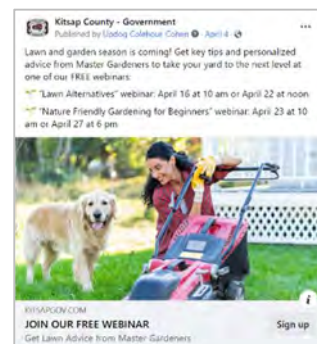 Kitsap County - Government
Published by Updog Colehour Cohen · April 4 ·
Lawn and garden season is coming! Get key tips and personalized
advice from Master Gardeners to take your yard to the next level at
one of our FREE webinars:
🌱 "Lawn Alternatives" webinar: April 16 at 10 am or April 22 at noon
🌱 "Nature Friendly Gardening for Beginners" webinar: April 23 at 10
am or April 27 at 6 pm
KITSAPGOV.COM
JOIN OUR FREE WEBINAR
Sign up
Get Lawn Advice from Master Gardeners